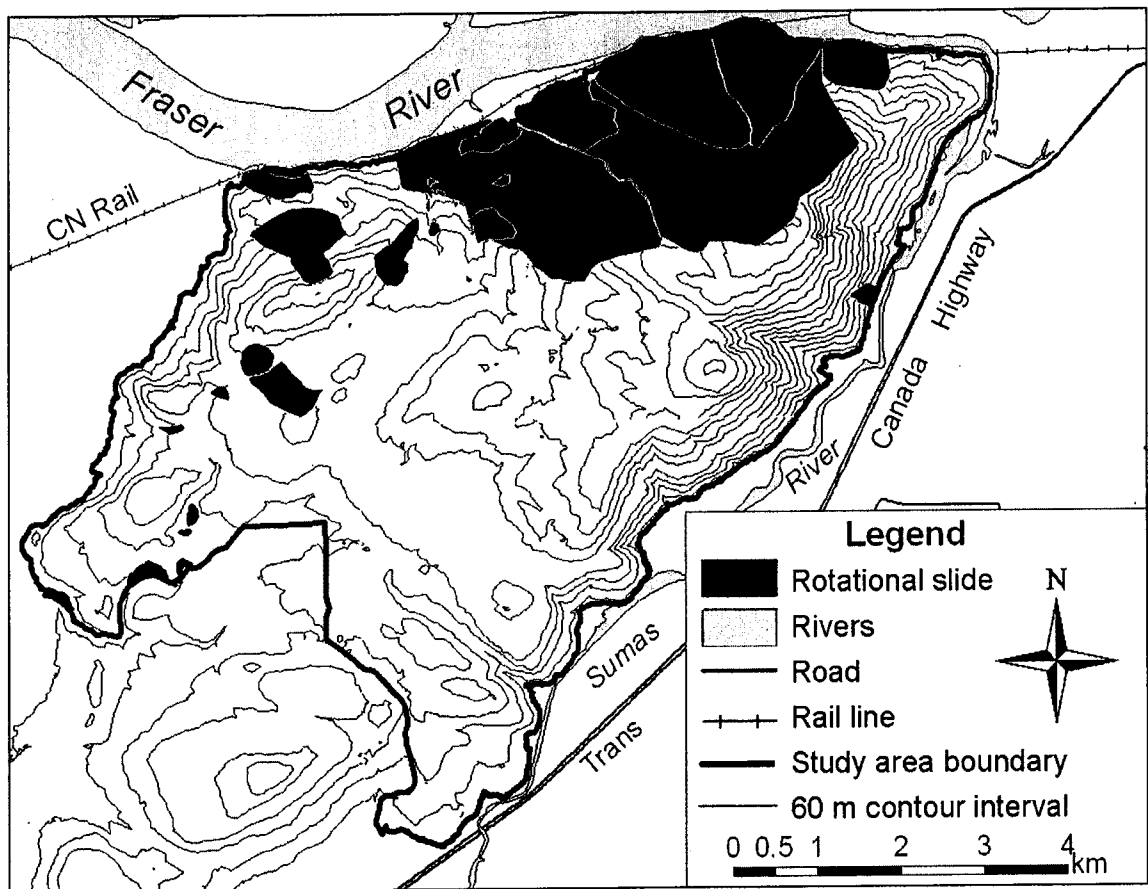 Fraser
River
CN Rail
Highway
Canada
River
Sumas
Trans
Legend
Rotational slide
Rivers
Road
Rail line
Study area boundary
60 m contour interval
N
0 0.5 1 2 3 4
km